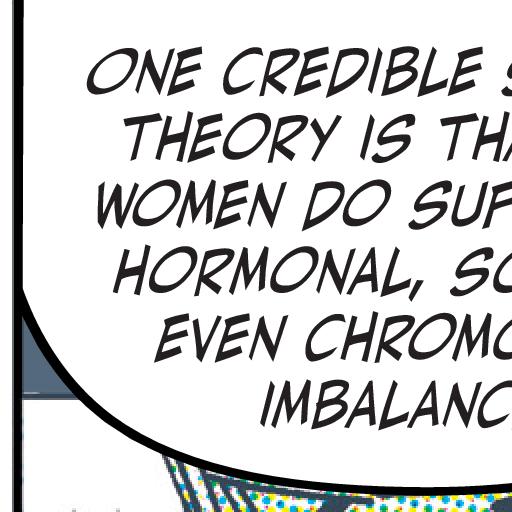 ONE CREDIBLE S
THEORY IS THA
WOMEN DO SUF
HORMONAL, SO
EVEN CHROMO
IMBALANC